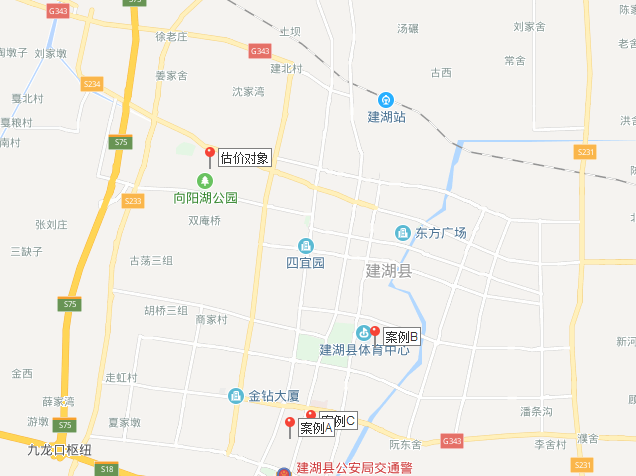 S75
陈家
G343
土坝
汤碾
刘家舍
徐老庄
老舍
陶墩子
刘家墩
G343
常舍
建北村
古西
姜家舍
S234
沈家湾
戛北村
建湖站
戛粮村
洪舍
南村
S75
S231
估价对象
向阳湖公园
S233
双庵桥
张刘庄
东方广场
三缺子
四宜园
古荡三组
建湖县
S75
胡桥三组
商家村
案例B
新河
建湖县体育中心
金西
走虹村
金钻大厦
薛家湾
潘条沟
游墩
夏家墩
案例C
S75
案例A
九龙口枢纽
阮东舍
G343
李舍村
濮舍
S18
建湖县公安局交通警
S231